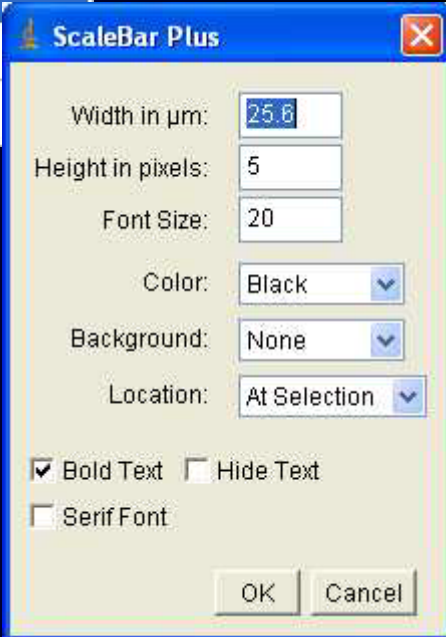 ScaleBar Plus
Width in µm: 25.6
Height in pixels: 5
Font Size: 20
Color: Black
Background: None
Location: At Selection
Bold Text Hide Text
Serif Font
OK Cancel